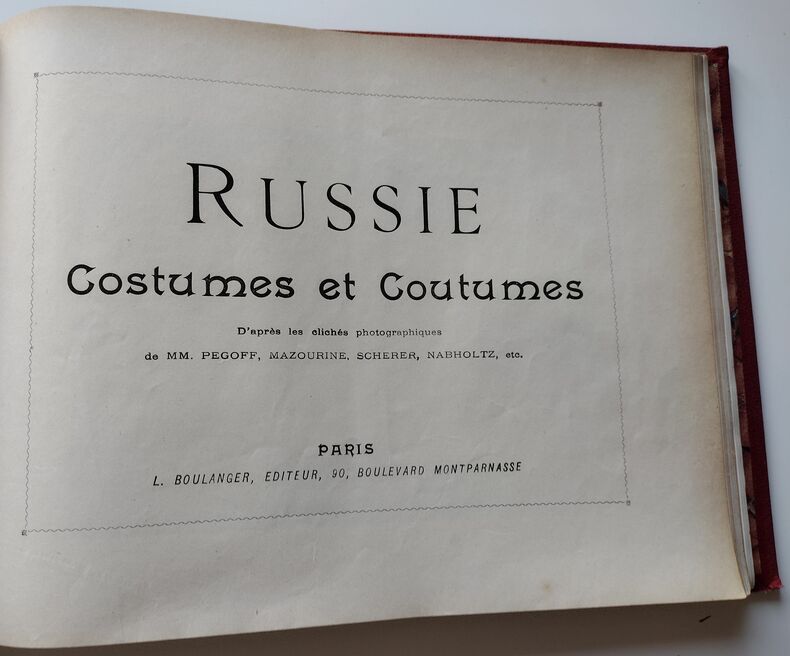 RUSSIE
Costumes et Coutumes
D'après les clichés photographiques
de MM. PEGOFF, MAZOURINE, SCHERER, NABHOLTZ, etc.
PARIS
L. BOULANGER, EDITEUR, 90, BOULEVARD MONTPARNASSE